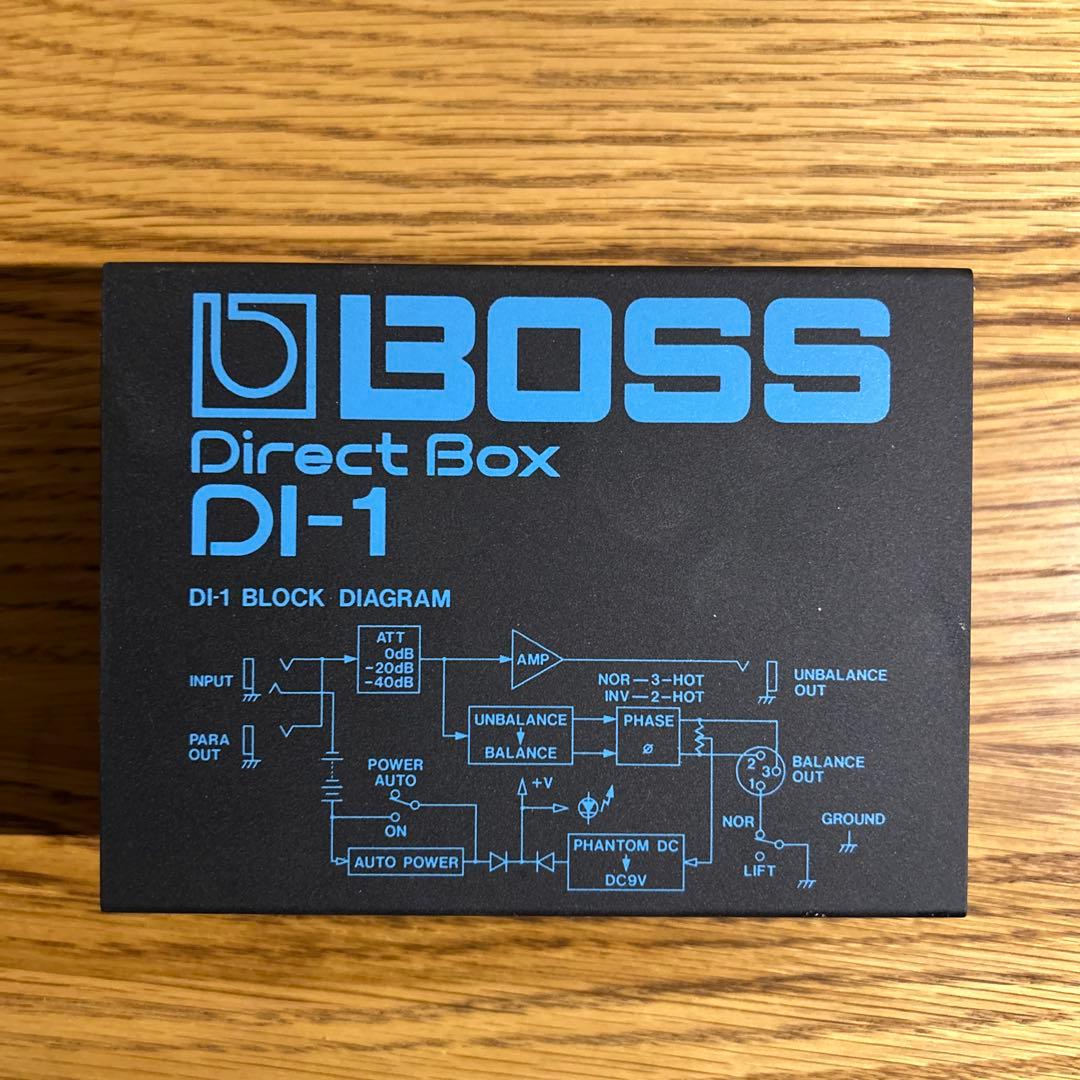 b BOSS
Direct Box
DI-1
DI-1 BLOCK DIAGRAM
ATT
0dB
-20dB
-40dB
AMP
INPUT
NOR—3-HOT
INV—2-HOT
UNBALANCE
OUT
UNBALANCE
BALANCE
PHASE
ø
PARA
OUT
2
3
1
BALANCE
OUT
POWER
AUTO
ON
+V
NOR
LIFT
GROUND
AUTO POWER
PHANTOM DC
DC9V